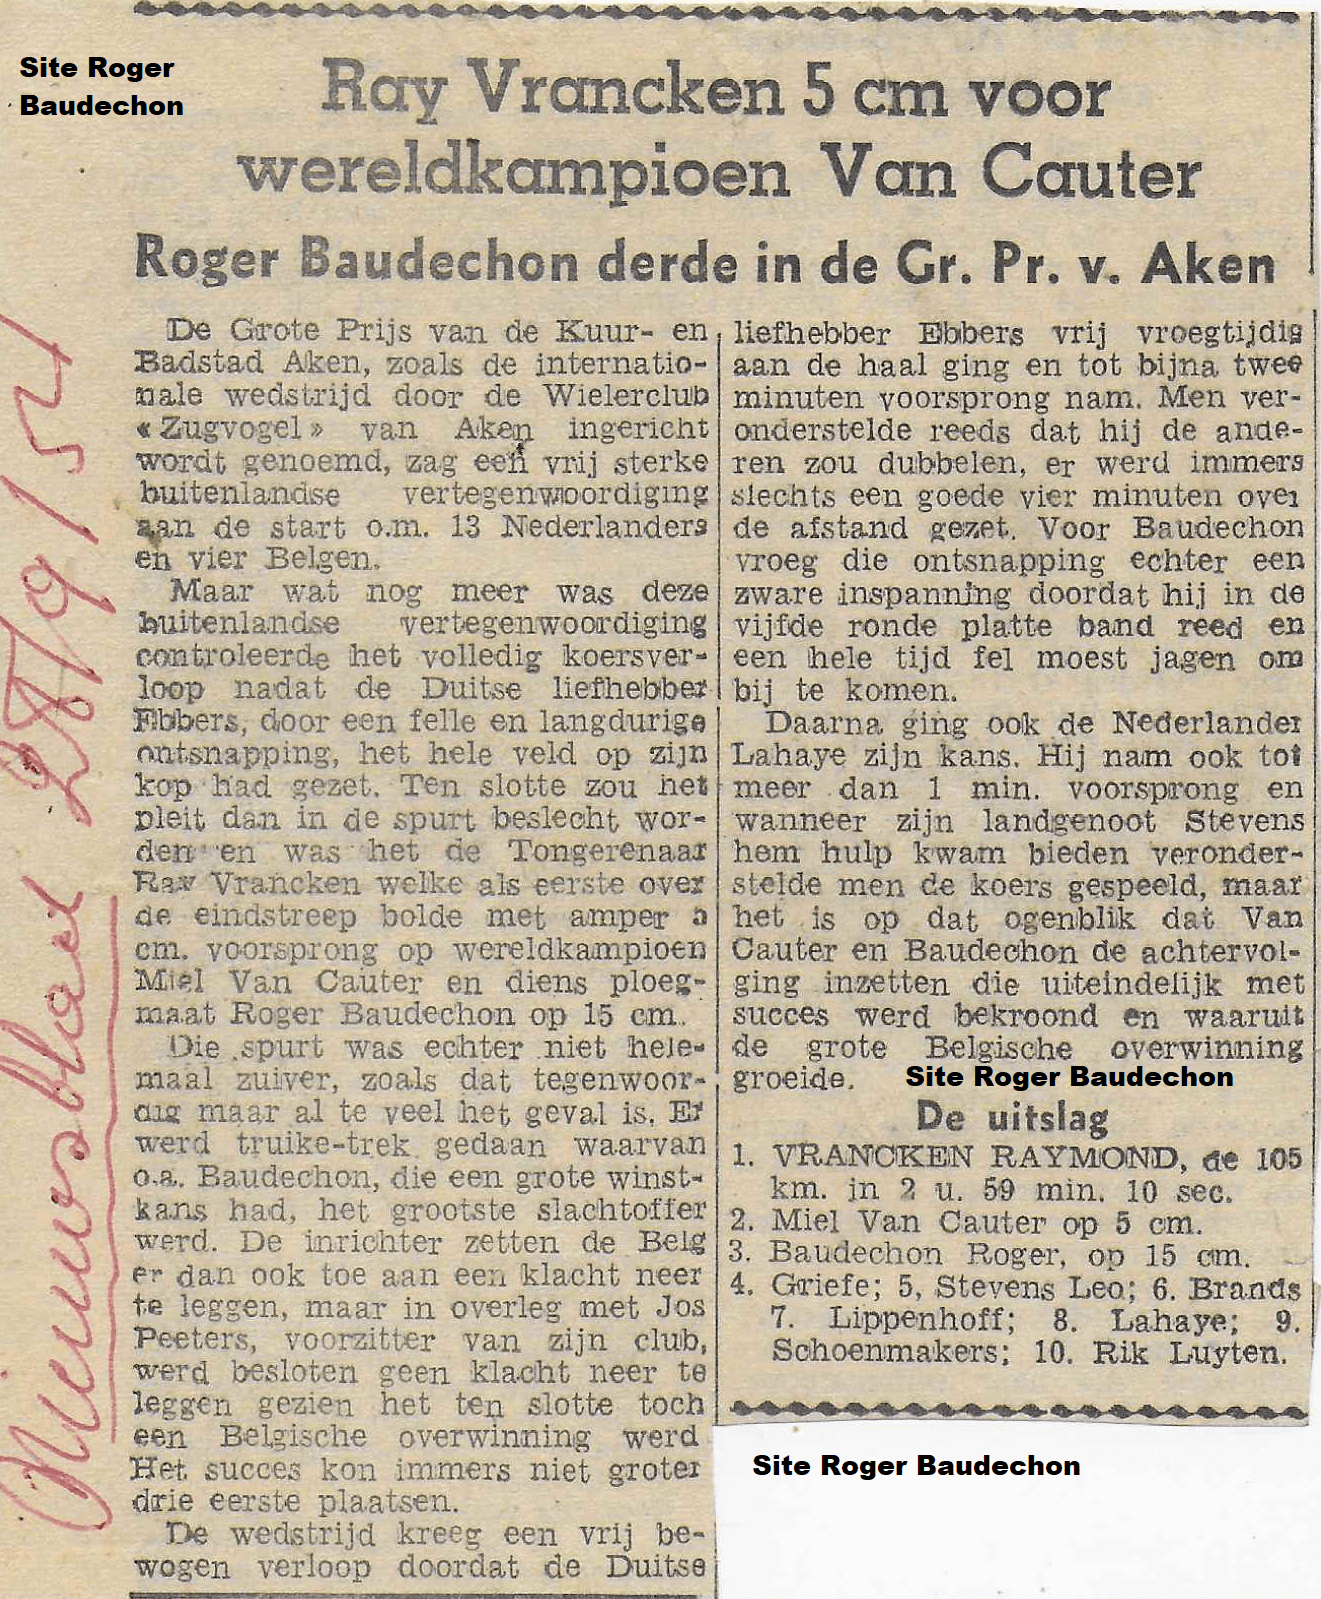 Site Roger
Baudechon
Ray Vrancken 5 cm voor
wereldkampioen Van Cauter
Roger Baudechon derde in de Gr. Pr. v. Aken
Nieuwsblad 28/9/54
De Grote Prijs van de Kuur- en
Badstad Aken, zoals de internatio-
nale wedstrijd door de Wielerclub
«Zugvogel» van Aken ingericht
wordt genoemd, zag een vrij sterke
buitenlandse vertegenwoordiging
aan de start o.m. 13 Nederlanders
en vier Belgen.
Maar wat nog meer was deze
buitenlandse vertegenwoordiging
controleerde het volledig koersver-
loop nadat de Duitse liefhebber
Ebbers, door een felle en langdurige
ontsnapping, het hele veld op zijn
kop had gezet. Ten slotte zou het
pleit dan in de spurt beslecht wor-
den en was het de Tongerenaar
Ray Vrancken welke als eerste over
de eindstreep bolde met amper 5
cm. voorsprong op wereldkampioen
Miel Van Cauter en diens ploeg-
maat Roger Baudechon op 15 cm.
Die spurt was echter niet hele-
maal zuiver, zoals dat tegenwoor-
dig maar al te veel het geval is. Er
werd truike-trek gedaan waarvan
o.a. Baudechon, die een grote winst-
kans had, het grootste slachtoffer
werd. De inrichter zetten de Belg
er dan ook toe aan een klacht neer
te leggen, maar in overleg met Jos
Peeters, voorzitter van zijn club,
werd besloten geen klacht neer te
leggen gezien het ten slotte toch
een Belgische overwinning werd
Het succes kon immers niet groter
drie eerste plaatsen.
De wedstrijd kreeg een vrij be-
wogen verloop doordat de Duitse
liefhebber Ebbers vrij vroegtijdig
aan de haal ging en tot bijna twee
minuten voorsprong nam. Men ver-
onderstelde reeds dat hij de ande-
ren zou dubbelen, er werd immers
slechts een goede vier minuten over
de afstand gezet. Voor Baudechon
vroeg die ontsnapping echter een
zware inspanning doordat hij in de
vijfde ronde platte band reed en
een hele tijd fel moest jagen om
bij te komen.
Daarna ging ook de Nederlander
Lahaye zijn kans. Hij nam ook tot
meer dan 1 min. voorsprong en
wanneer zijn landgenoot Stevens
hem hulp kwam bieden veronder-
stelde men de koers gespeeld, maar
het is op dat ogenblik dat Van
Cauter en Baudechon de achtervol-
ging inzetten die uiteindelijk met
succes werd bekroond en waaruit
de grote Belgische overwinning
groeide.
Site Roger Baudechon
De uitslag
1. VRANCKEN RAYMOND, de 105
km. in 2 u. 59 min. 10 sec.
2. Miel Van Cauter op 5 cm.
3. Baudechon Roger, op 15 cm.
4. Griefe; 5, Stevens Leo; 6. Brands
7. Lippenhoff; 8. Lahaye; 9.
Schoenmakers; 10. Rik Luyten.
Site Roger Baudechon